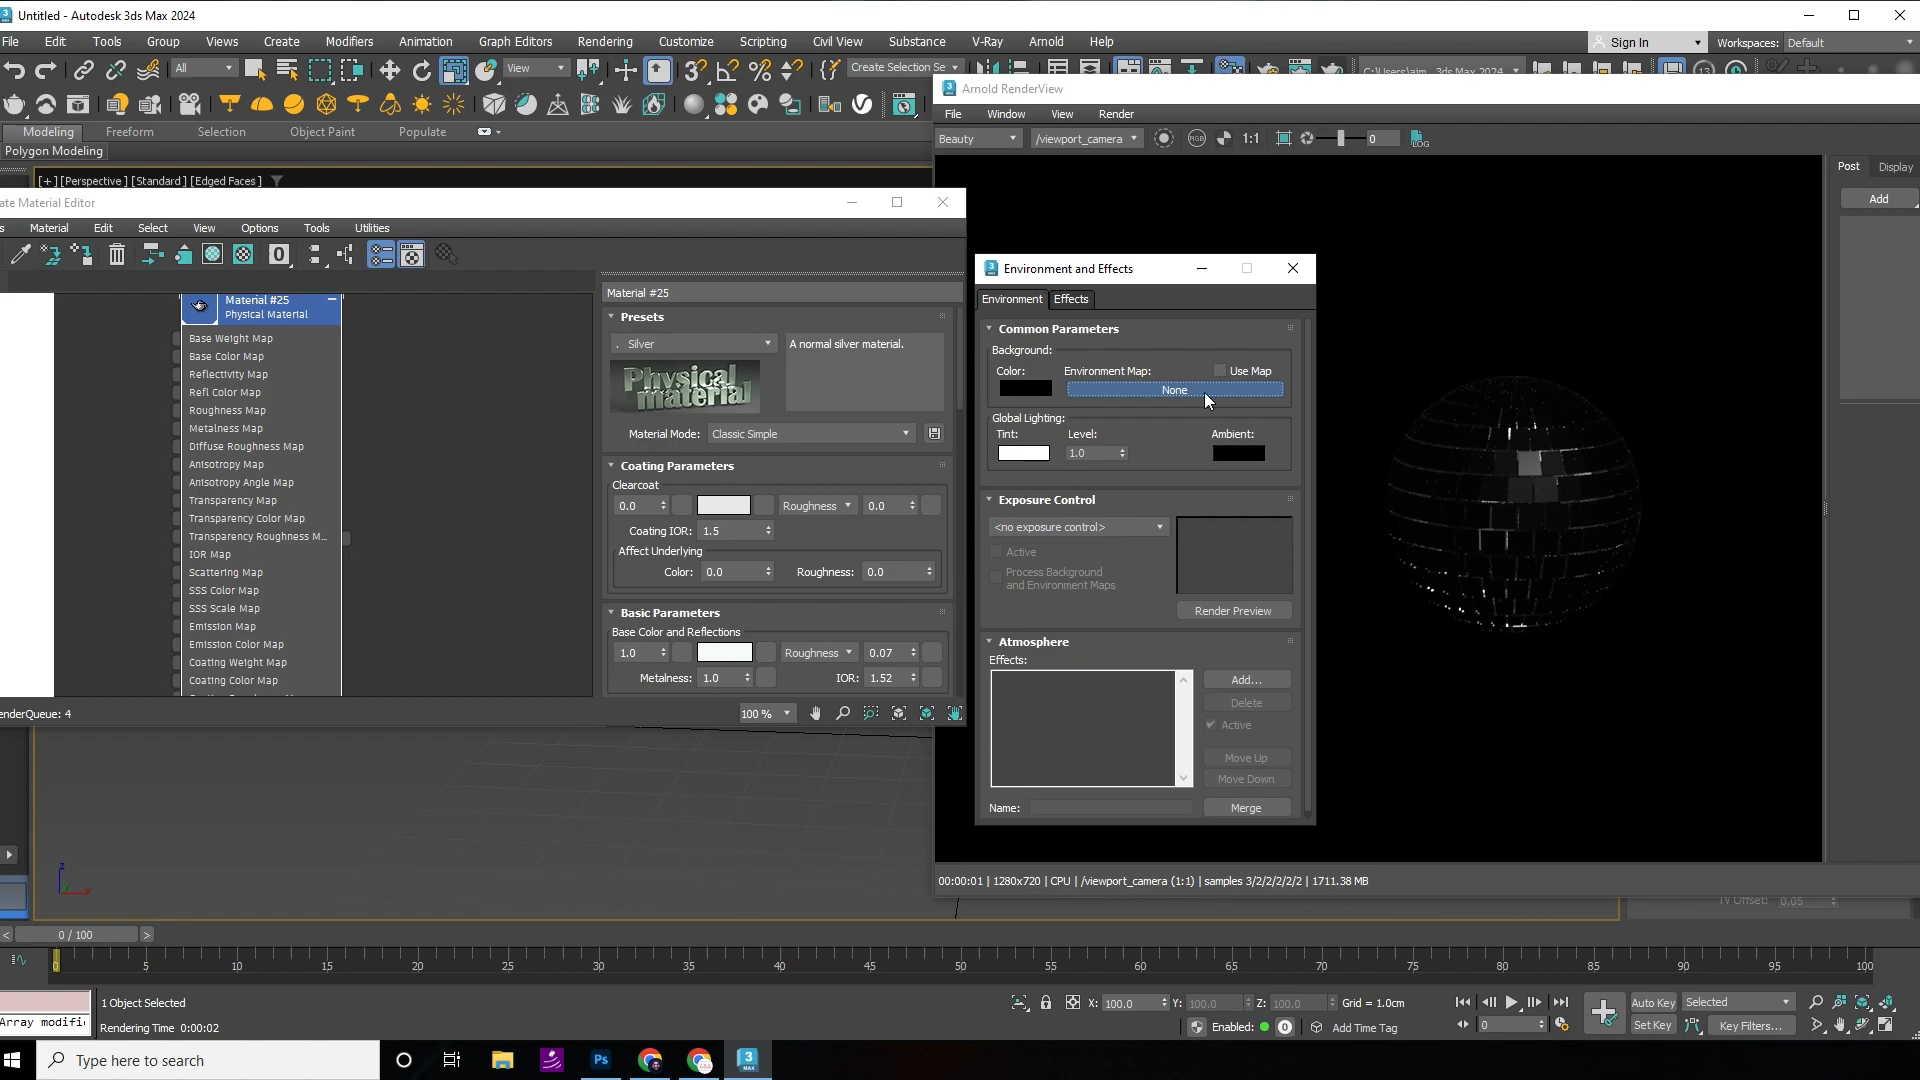 Untitled - Autodesk 3ds Max 2024
File Edit Tools Group Views Create Modifiers Animation Graph Editors Rendering Customize Scripting Civil View Substance V-Ray Arnold Help
Sign In Workspaces: Default
All View Create Selection Se
Arnold RenderView
File Window View Render
Modeling Freeform Selection Object Paint Populate
Polygon Modeling
Beauty /viewport_camera RGB 1:1 0 LOG
Post Display
Add
[+] [Perspective] [Standard] [Edged Faces]
ate Material Editor
s Material Edit Select View Options Tools Utilities
Material #25
Physical Material
Base Weight Map
Base Color Map
Reflectivity Map
Refl Color Map
Roughness Map
Metalness Map
Diffuse Roughness Map
Anisotropy Map
Anisotropy Angle Map
Transparency Map
Transparency Color Map
Transparency Roughness M...
IOR Map
Scattering Map
SSS Color Map
SSS Scale Map
Emission Map
Emission Color Map
Coating Weight Map
Coating Color Map
Material #25
Presets
. Silver
A normal silver material.
Physical material
Material Mode: Classic Simple
Coating Parameters
Clearcoat
0.0 Roughness 0.0
Coating IOR: 1.5
Affect Underlying
Color: 0.0 Roughness: 0.0
Basic Parameters
Base Color and Reflections
1.0 Roughness 0.07
Metalness: 1.0 IOR: 1.52
enderQueue: 4
100 %
Environment and Effects
Environment Effects
Common Parameters
Background:
Color: Environment Map: Use Map
None
Global Lighting:
Tint: Level: Ambient:
1.0
Exposure Control
<no exposure control>
Active
Process Background
and Environment Maps
Render Preview
Atmosphere
Effects:
Add...
Delete
Active
Move Up
Move Down
Name:
Merge
00:00:01 | 1280x720 | CPU | /viewport_camera (1:1) | samples 3/2/2/2/2/2 | 1711.38 MB
TV Offset: 0.05
z
< 0 / 100 >
0 5 10 15 20 25 30 35 40 45 50 55 60 65 70 75 80 85 90 95 100
1 Object Selected
X: 100.0 Y: 100.0 Z: 100.0 Grid = 1.0cm
Auto Key Selected
Array modifi
Rendering Time 0:00:02
Enabled: 0 Add Time Tag
0
Set Key Key Filters...
Type here to search
Ps
3
MAX